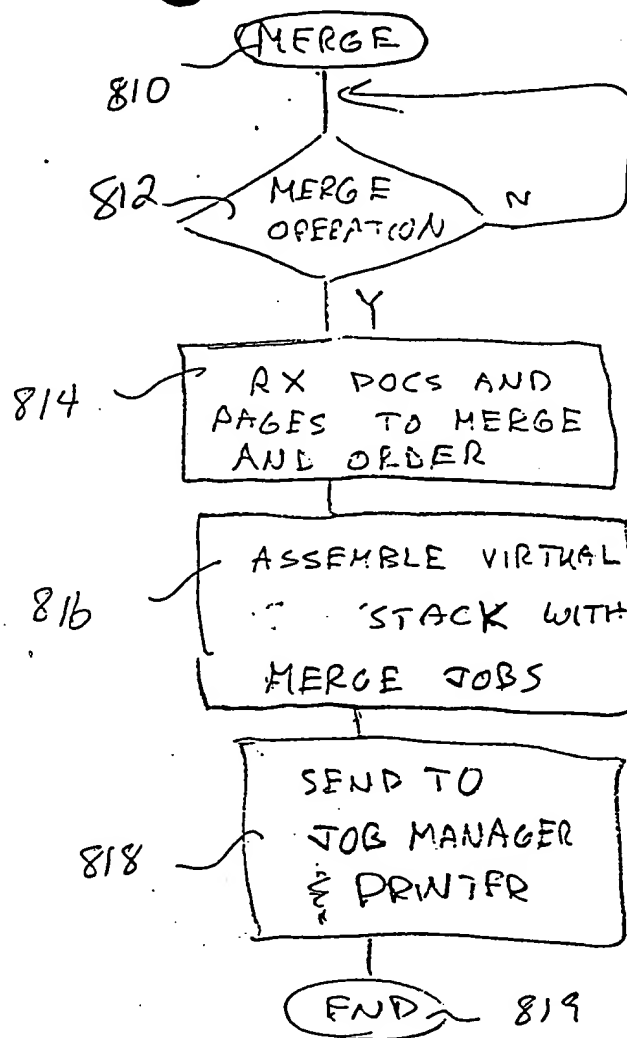 MERGE
810
812
MERGE
OPERATION
N
Y
814
RX DOCS AND
PAGES TO MERGE
AND ORDER
816
ASSEMBLE VIRTUAL
STACK WITH
MERGE JOBS
818
SEND TO
JOB MANAGER
& PRINTER
END
819